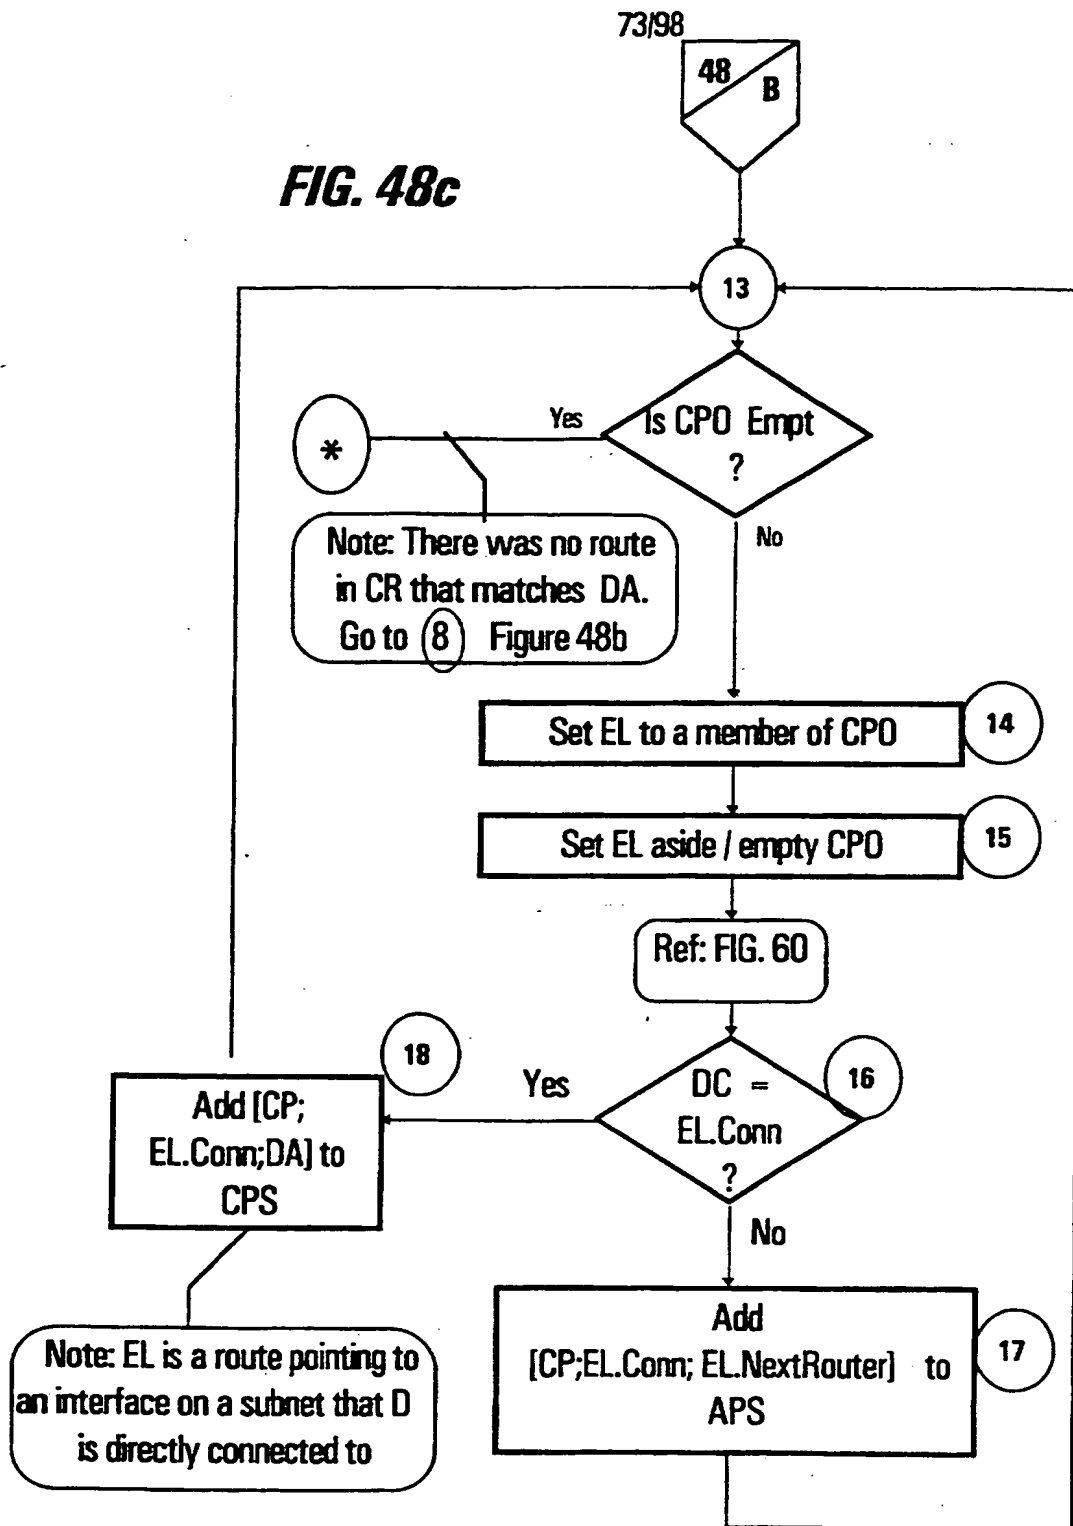 73/98
48
B
FIG. 48c
13
Is CPO Empt
?
Yes
*
No
Note: There was no route
in CR that matches DA.
Go to 8 Figure 48b
Set EL to a member of CPO
14
Set EL aside / empty CPO
15
Ref: FIG. 60
DC =
EL.Conn
?
16
Yes
18
Add [CP;
EL.Conn;DA] to
CPS
No
Note: EL is a route pointing to
an interface on a subnet that D
is directly connected to
Add
[CP;EL.Conn; EL.NextRouter] to
APS
17